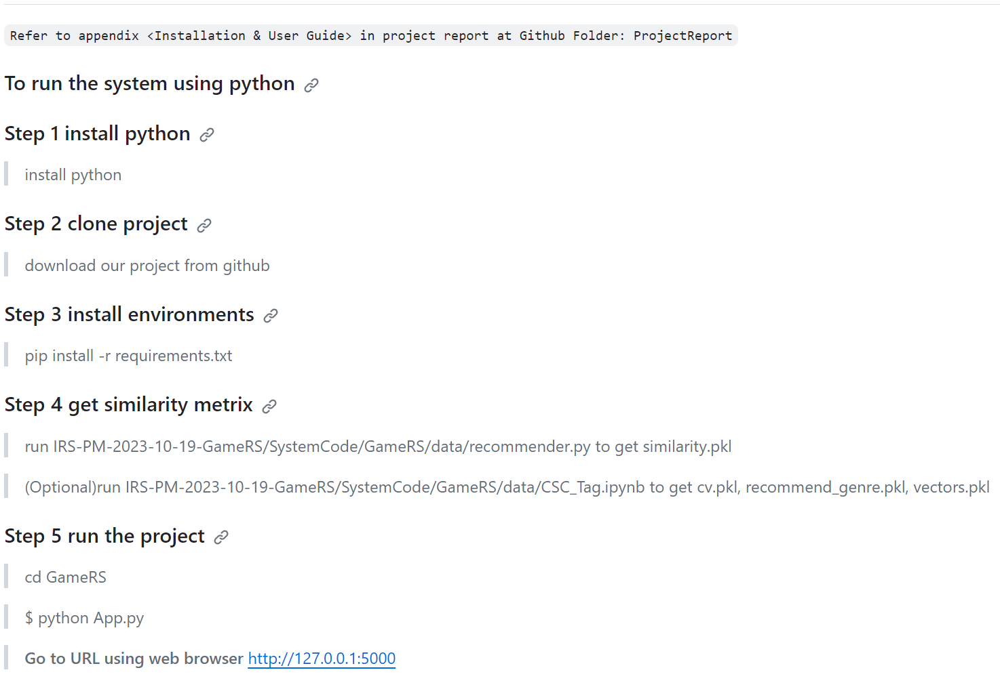 Refer to appendix <Installation & User Guide> in project report at Github Folder: ProjectReport
To run the system using python
Step 1 install python
install python
Step 2 clone project
download our project from github
Step 3 install environments
pip install -r requirements.txt
Step 4 get similarity metrix
run IRS-PM-2023-10-19-GameRS/SystemCode/GameRS/data/recommender.py to get similarity.pkl
(Optional)run IRS-PM-2023-10-19-GameRS/SystemCode/GameRS/data/CSC_Tag.ipynb to get cv.pkl, recommend_genre.pkl, vectors.pkl
Step 5 run the project
cd GameRS
$ python App.py
Go to URL using web browser http://127.0.0.1:5000